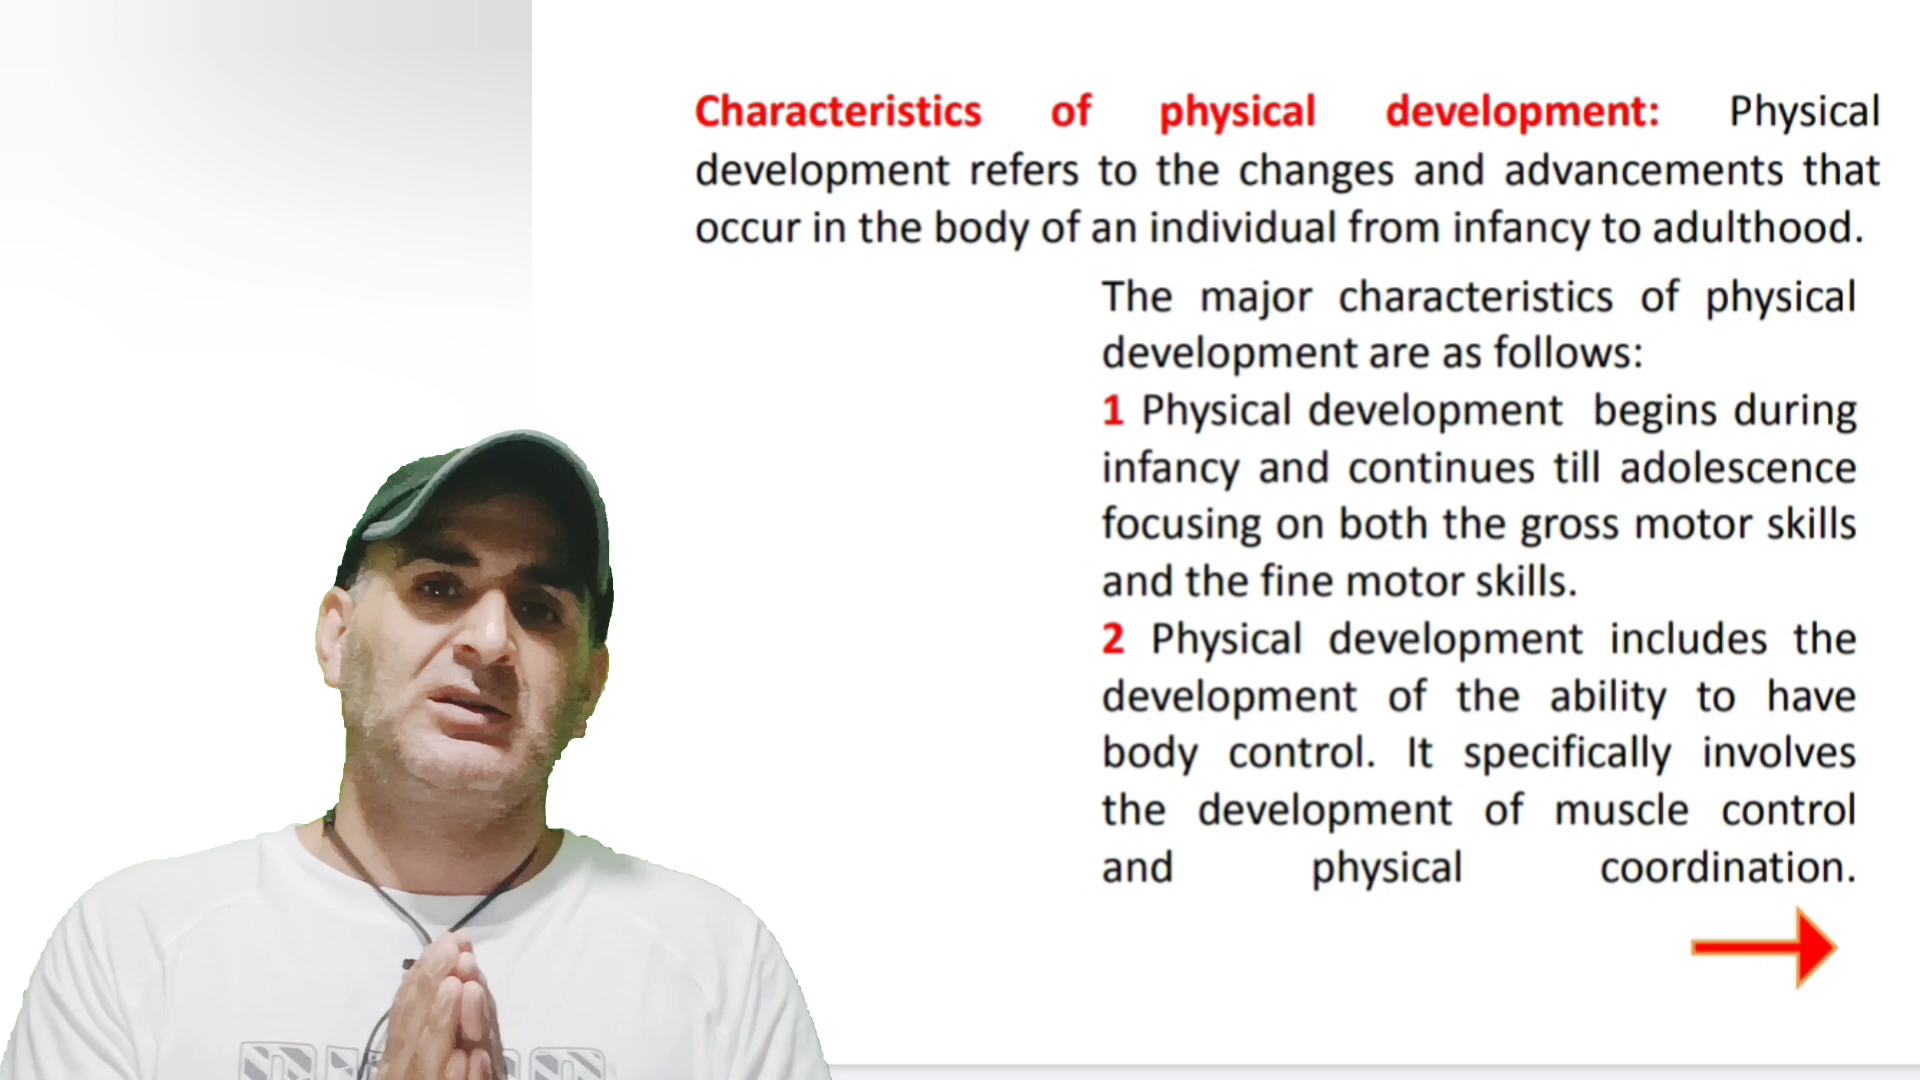 Characteristics of physical development: Physical
development refers to the changes and advancements that
occur in the body of an individual from infancy to adulthood.
The major characteristics of physical
development are as follows:
1 Physical development begins during
infancy and continues till adolescence
focusing on both the gross motor skills
and the fine motor skills.
2 Physical development includes the
development of the ability to have
body control. It specifically involves
the development of muscle control
and physical coordination.